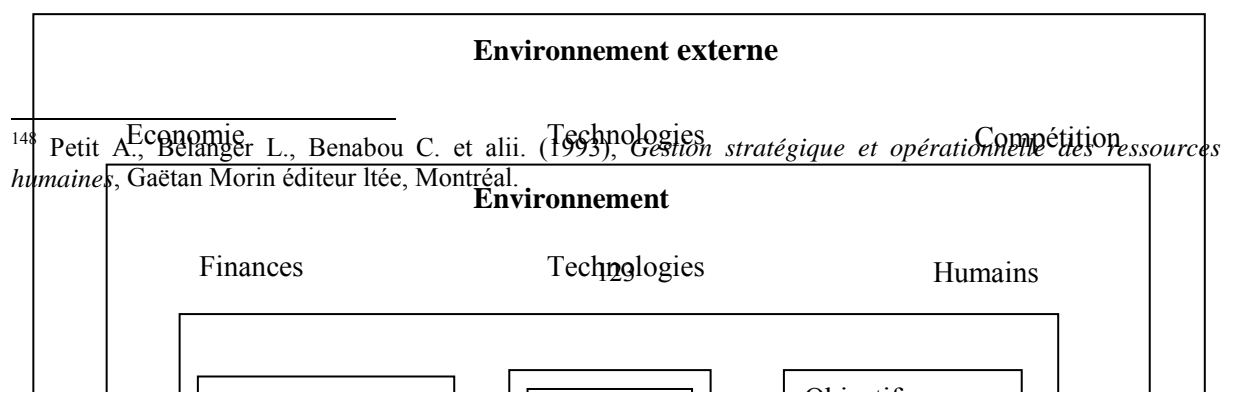 Environnement externe
Economie Technologies Compétition
148 Petit A., Bélanger L., Benabou C. et alii. (1993), Gestion stratégique et opérationnelle des ressources
humaines, Gaëtan Morin éditeur ltée, Montréal.
Environnement
Finances Technologies Humains
123